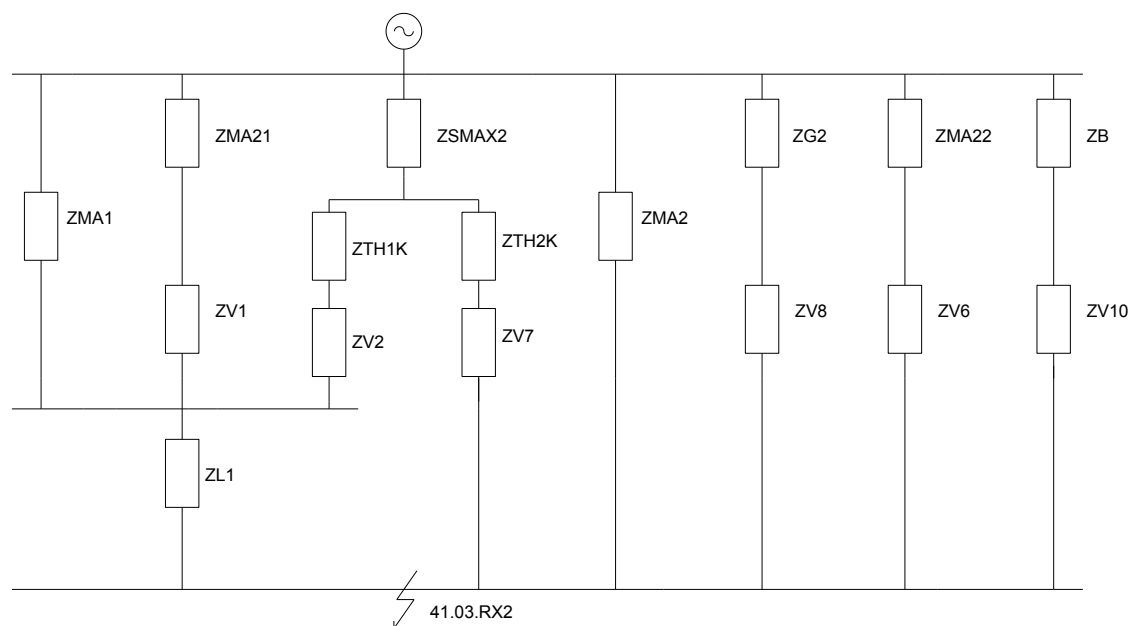 ZMA21
ZSMAX2
ZG2
ZMA22
ZB
ZMA1
ZMA2
ZTH1K
ZTH2K
ZV1
ZV2
ZV7
ZV8
ZV6
ZV10
ZL1
41.03.RX2